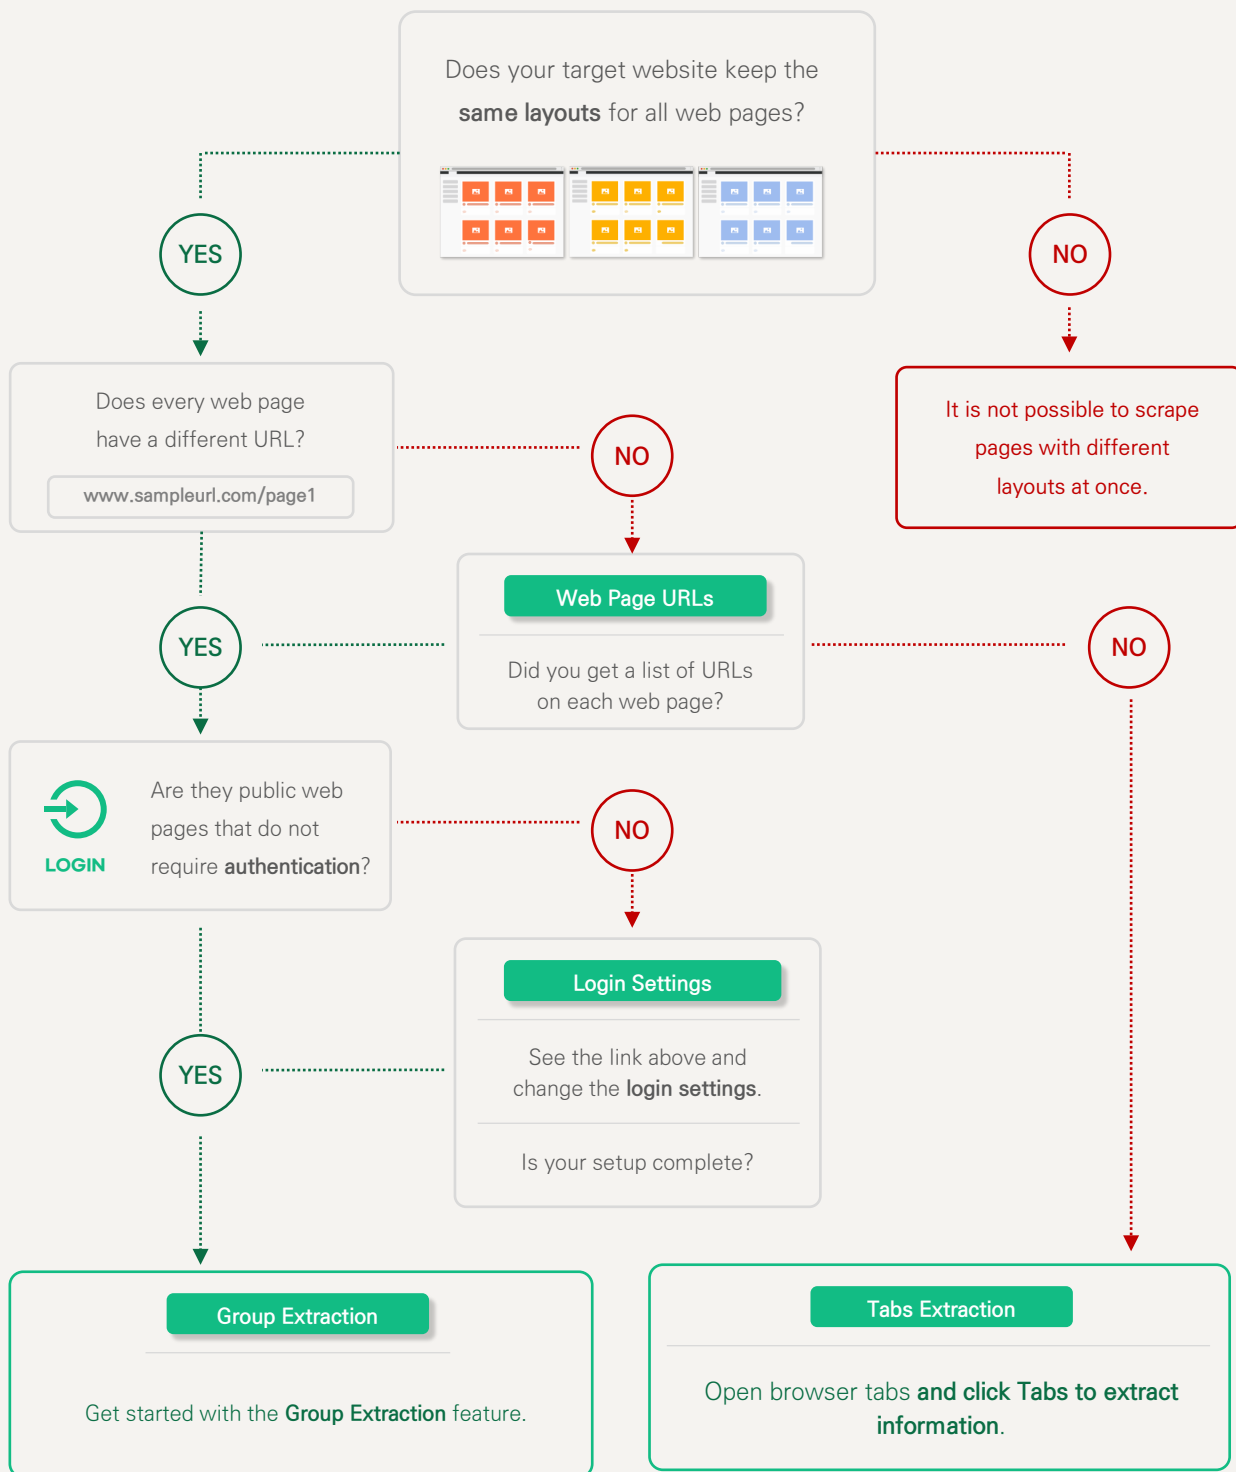 Does your target website keep the
same layouts for all web pages?
YES
NO
Does every web page
have a different URL?
www.sampleurl.com/page1
NO
It is not possible to scrape
pages with different
layouts at once.
YES
Web Page URLs
Did you get a list of URLs
on each web page?
NO
LOGIN
Are they public web
pages that do not
require authentication?
NO
Login Settings
See the link above and
change the login settings.
Is your setup complete?
YES
Group Extraction
Get started with the Group Extraction feature.
Tabs Extraction
Open browser tabs and click Tabs to extract
information.